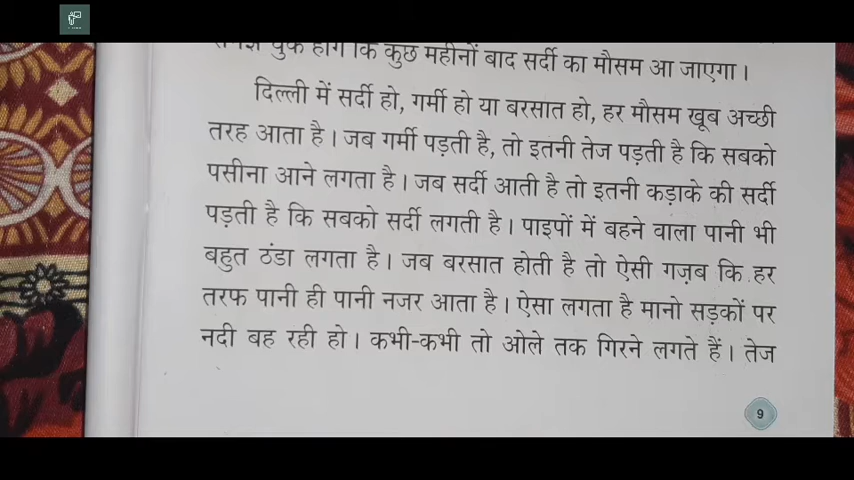 चुके होंगे कि कुछ महीनों बाद सर्दी का मौसम आ जाएगा।
दिल्ली में सर्दी हो, गर्मी हो या बरसात हो, हर मौसम खूब अच्छी
तरह आता है। जब गर्मी पड़ती है, तो इतनी तेज पड़ती है कि सबको
पसीना आने लगता है। जब सर्दी आती है तो इतनी कड़ाके की सर्दी
पड़ती है कि सबको सर्दी लगती है। पाइपों में बहने वाला पानी भी
बहुत ठंडा लगता है। जब बरसात होती है तो ऐसी गज़ब कि हर
तरफ पानी ही पानी नजर आता है। ऐसा लगता है मानो सड़कों पर
नदी बह रही हो। कभी-कभी तो ओले तक गिरने लगते हैं। तेज
9